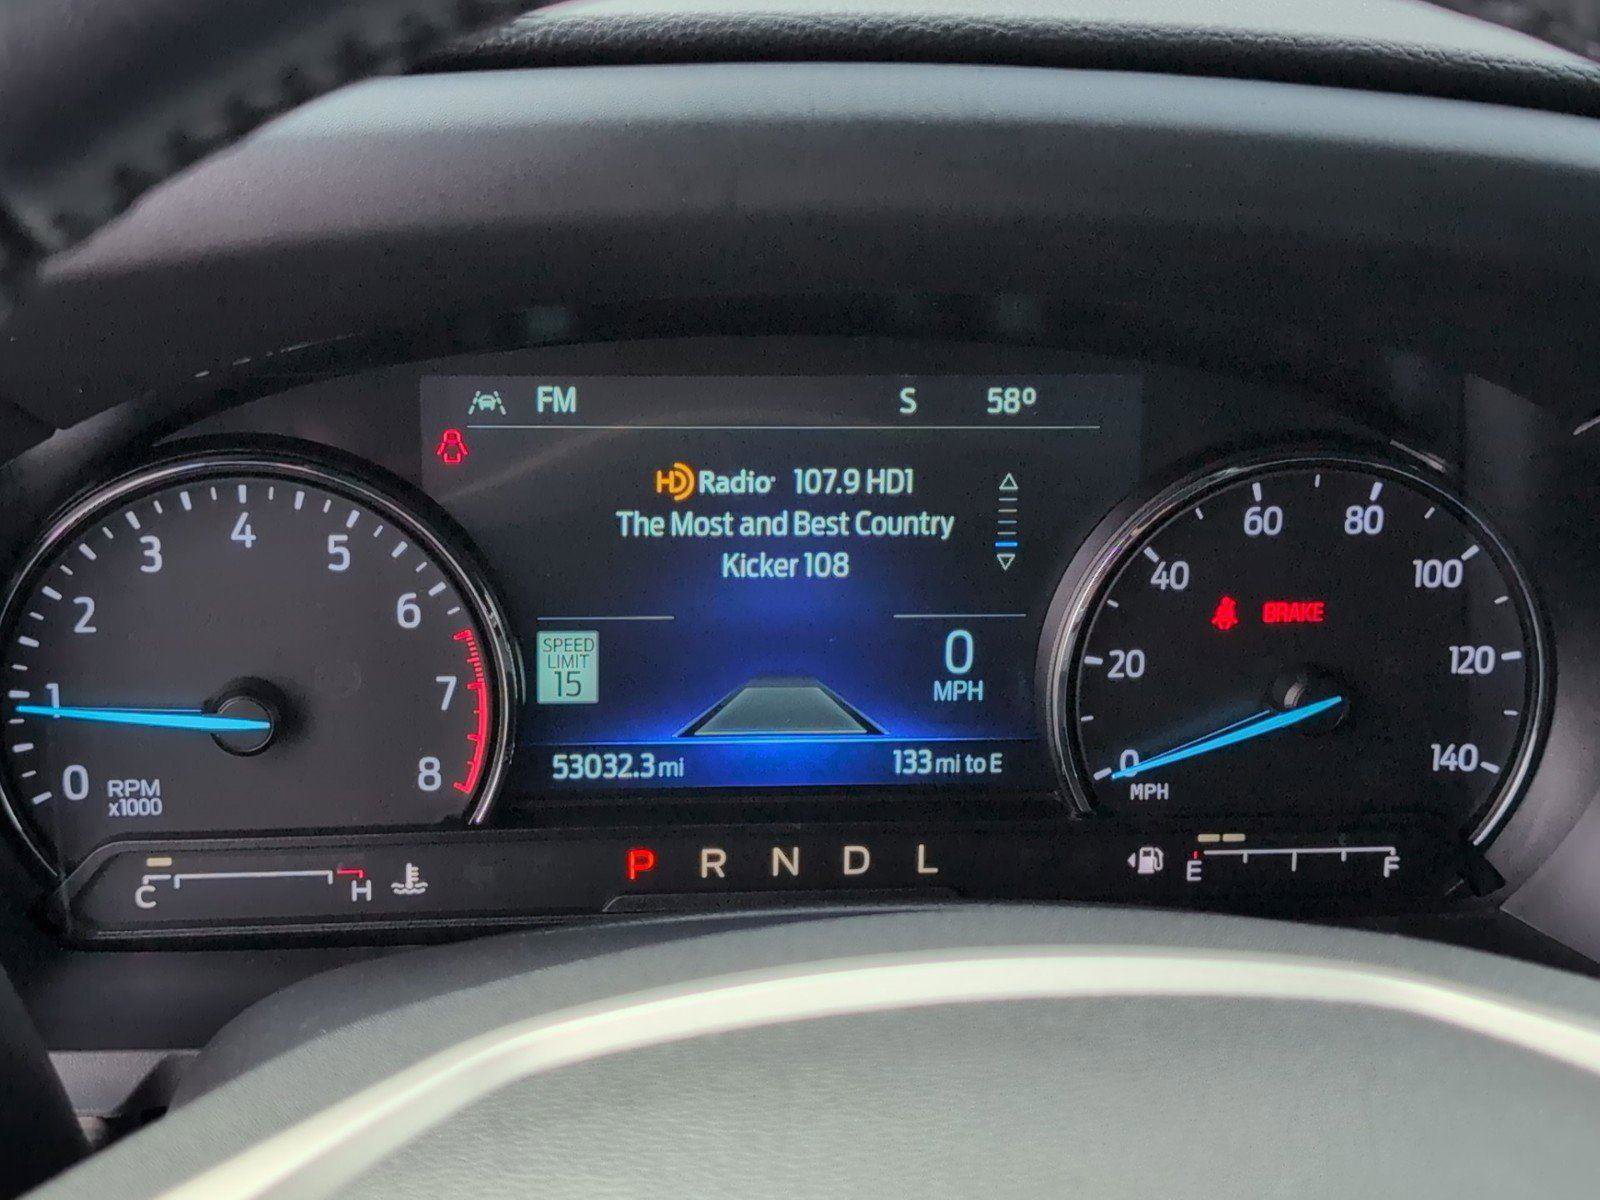 FM S 58°
HD Radio 107.9 HD1
The Most and Best Country
Kicker 108
SPEED
LIMIT
15
0
MPH
53032.3 mi
133 mi to E
0 1 2 3 4 5 6 7 8
RPM
x1000
0 20 40 60 80 100 120 140
MPH
BRAKE
C H
P R N D L
E F